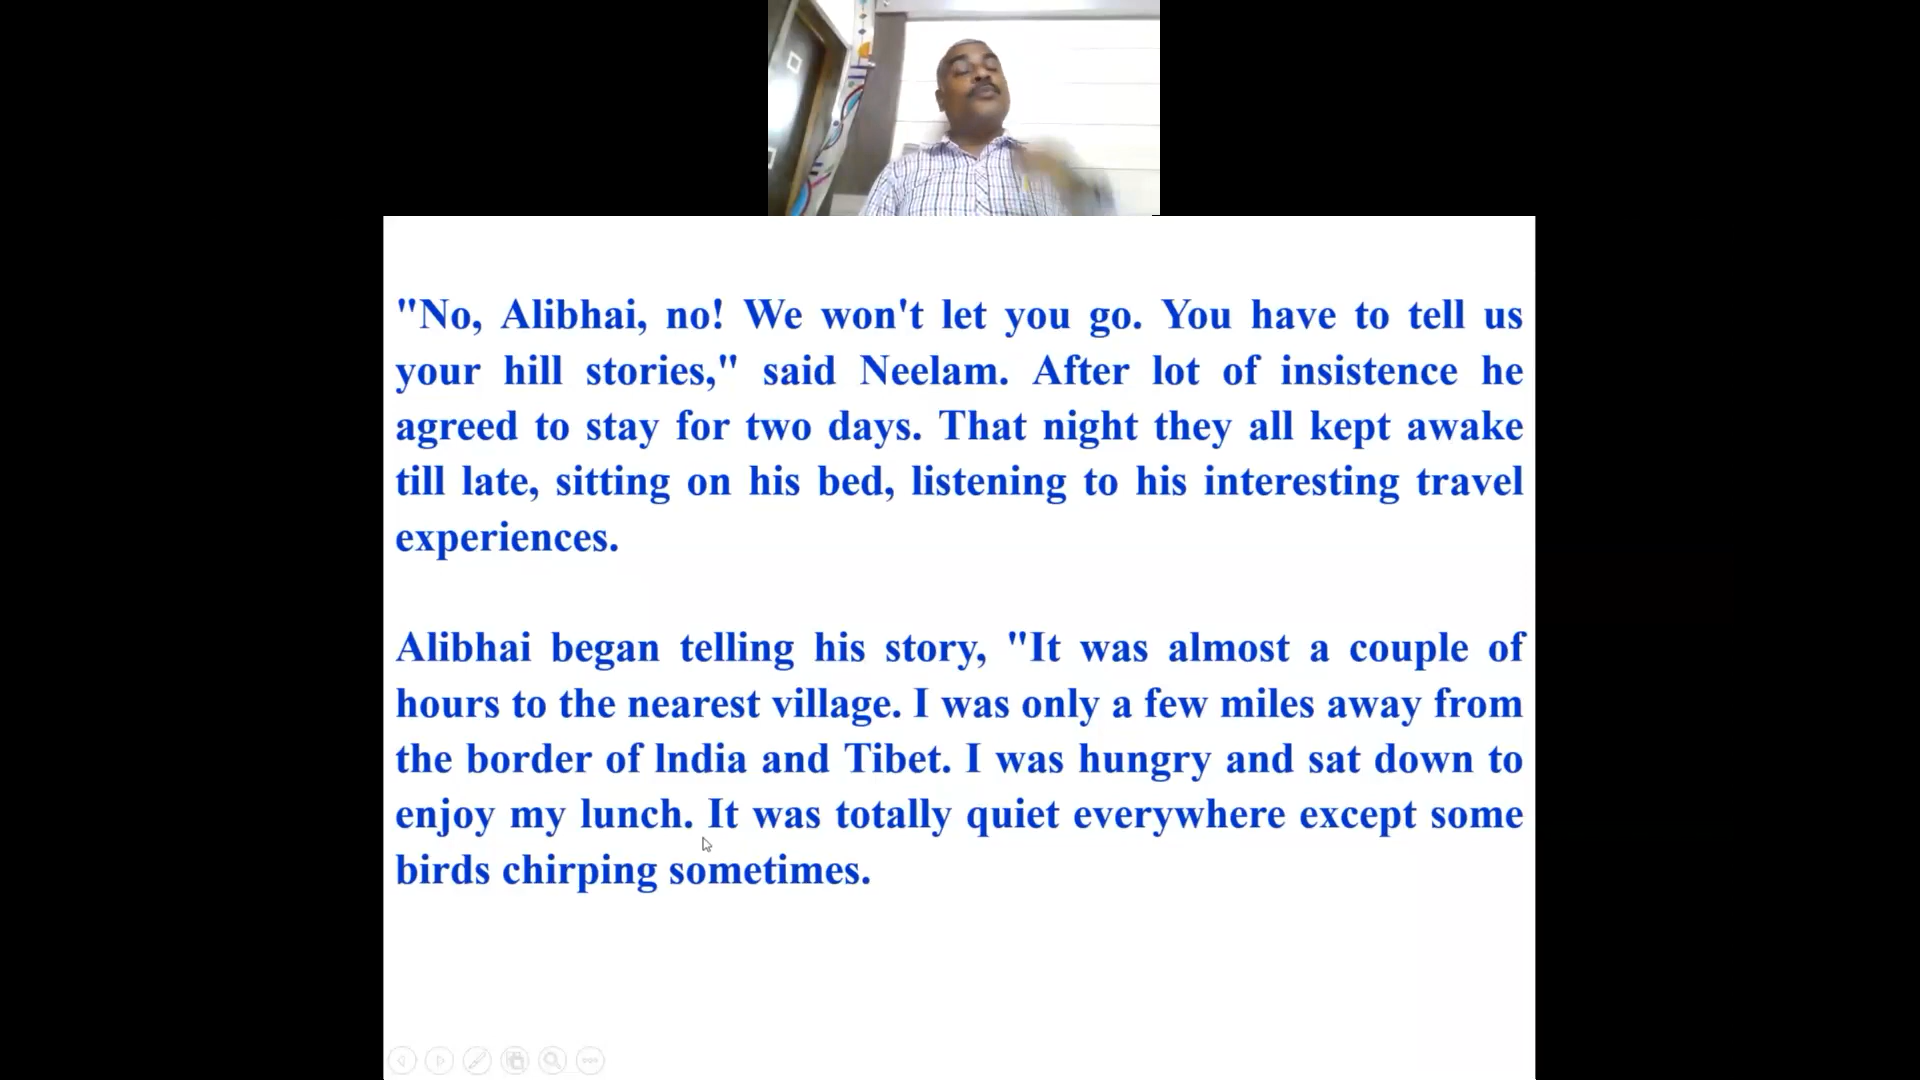 "No, Alibhai, no! We won't let you go. You have to tell us
your hill stories," said Neelam. After lot of insistence he
agreed to stay for two days. That night they all kept awake
till late, sitting on his bed, listening to his interesting travel
experiences.
Alibhai began telling his story, "It was almost a couple of
hours to the nearest village. I was only a few miles away from
the border of lndia and Tibet. I was hungry and sat down to
enjoy my lunch. It was totally quiet everywhere except some
birds chirping sometimes.